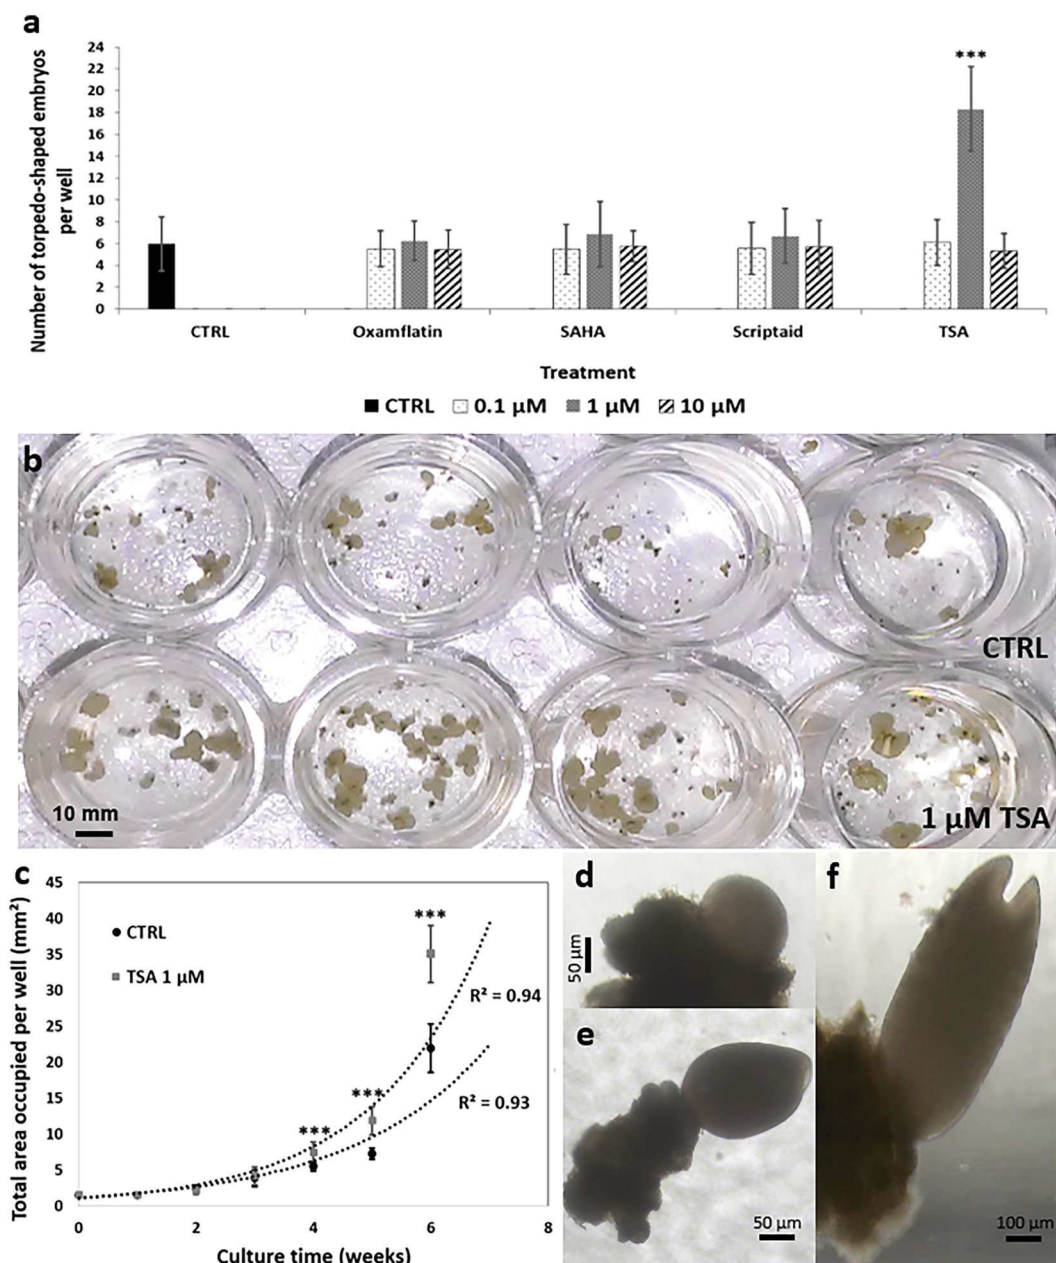 a
24
22
20
18
16
14
12
10
8
6
4
2
0
Number of torpedo-shaped embryos
per well
***
CTRL Oxamflatin SAHA Scriptaid TSA
Treatment
CTRL 0.1 µM 1 µM 10 µM
b
CTRL
10 mm
1 µM TSA
c
45
40
35
30
25
20
15
10
5
0
Total area occupied per well (mm²)
CTRL
TSA 1 µM
***
***
***
R² = 0.94
R² = 0.93
0 2 4 6 8
Culture time (weeks)
d
50 µm
e
50 µm
f
100 µm